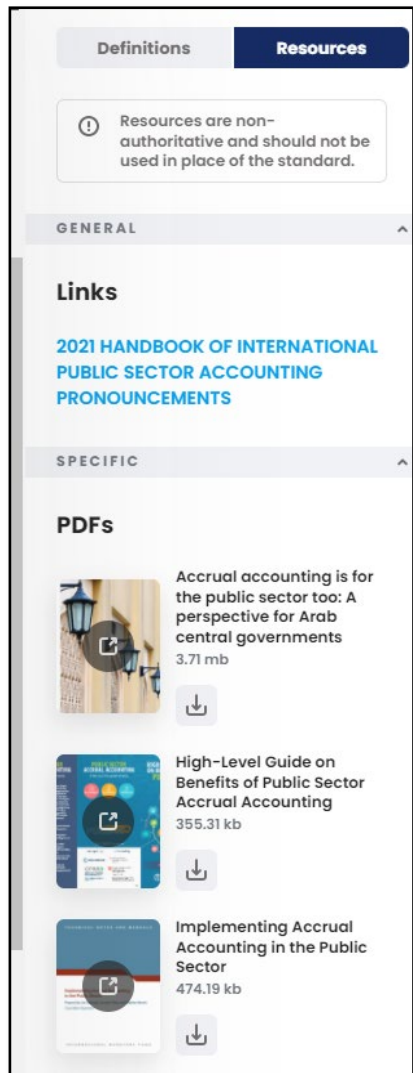 Definitions
Resources
Resources are non-
authoritative and should not be
used in place of the standard.
GENERAL
Links
2021 HANDBOOK OF INTERNATIONAL
PUBLIC SECTOR ACCOUNTING
PRONOUNCEMENTS
SPECIFIC
PDFs
Accrual accounting is for
the public sector too: A
perspective for Arab
central governments
3.71 mb
High-Level Guide on
Benefits of Public Sector
Accrual Accounting
355.31 kb
Implementing Accrual
Accounting in the Public
Sector
474.19 kb